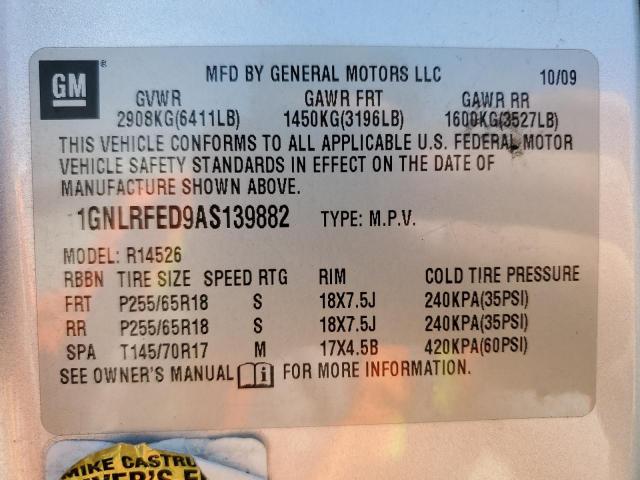 GM ®
MFD BY GENERAL MOTORS LLC 10/09
GVWR GAWR FRT GAWR RR
2908KG(6411LB) 1450KG(3196LB) 1600KG(3527LB)
THIS VEHICLE CONFORMS TO ALL APPLICABLE U.S. FEDERAL MOTOR
VEHICLE SAFETY STANDARDS IN EFFECT ON THE DATE OF
MANUFACTURE SHOWN ABOVE.
1GNLRFED9AS139882 TYPE: M.P.V.
MODEL: R14526
RBBN TIRE SIZE SPEED RTG RIM COLD TIRE PRESSURE
FRT P255/65R18 S 18X7.5J 240KPA(35PSI)
RR P255/65R18 S 18X7.5J 240KPA(35PSI)
SPA T145/70R17 M 17X4.5B 420KPA(60PSI)
SEE OWNER'S MANUAL FOR MORE INFORMATION.
MIKE CASTRU